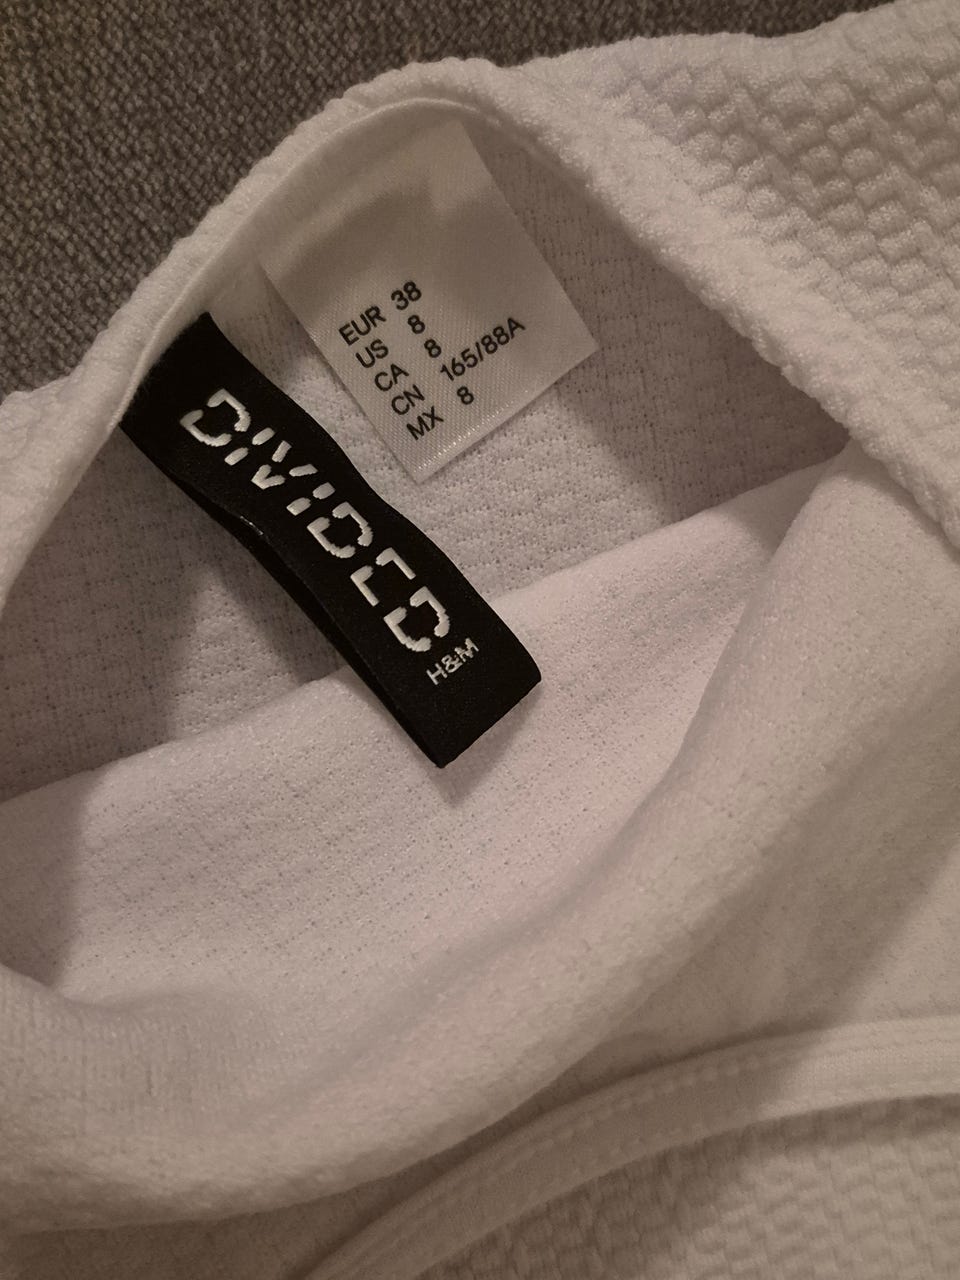 EUR 38
US 8
CA 8
CN 165/88A
MX 8
DIVIDED
H&M